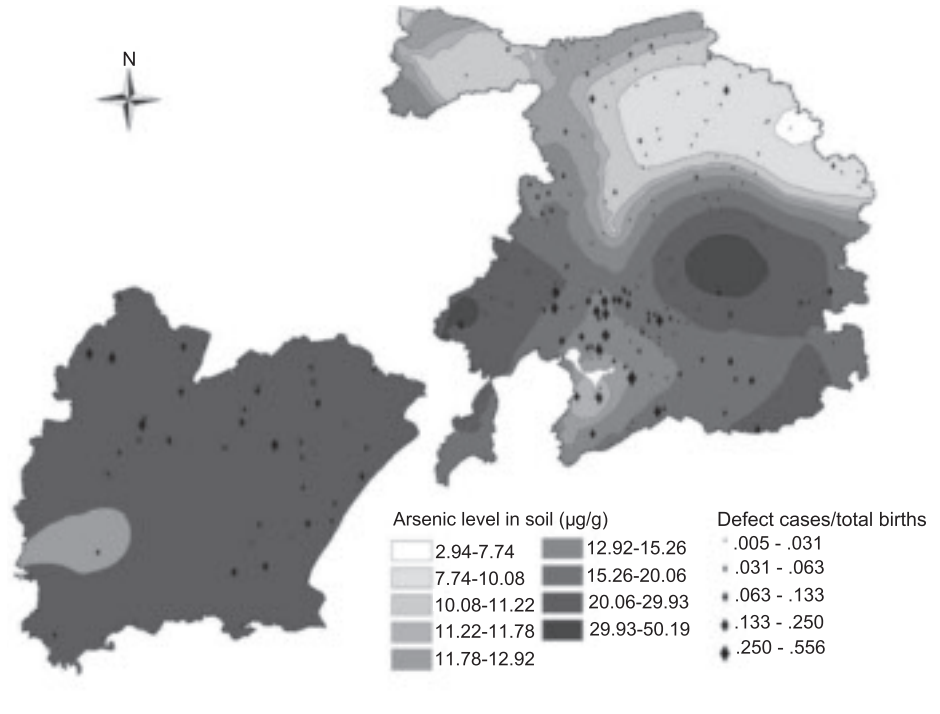 N
Arsenic level in soil (µg/g)
2.94-7.74
7.74-10.08
10.08-11.22
11.22-11.78
11.78-12.92
12.92-15.26
15.26-20.06
20.06-29.93
29.93-50.19
Defect cases/total births
.005 - .031
.031 - .063
.063 - .133
.133 - .250
.250 - .556